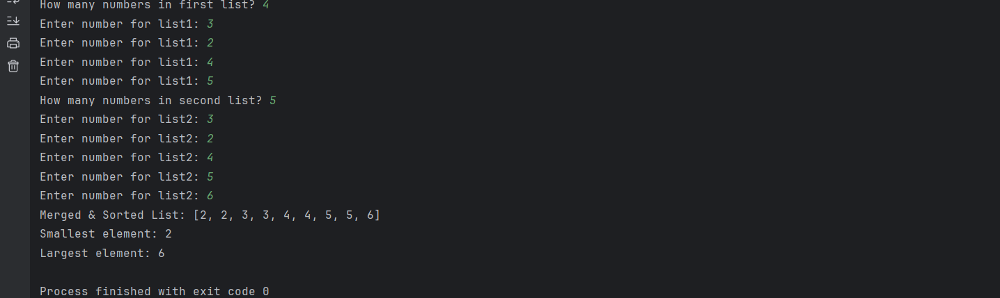 How many numbers in first list? 4
Enter number for list1: 3
Enter number for list1: 2
Enter number for list1: 4
Enter number for list1: 5
How many numbers in second list? 5
Enter number for list2: 3
Enter number for list2: 2
Enter number for list2: 4
Enter number for list2: 5
Enter number for list2: 6
Merged & Sorted List: [2, 2, 3, 3, 4, 4, 5, 5, 6]
Smallest element: 2
Largest element: 6
Process finished with exit code 0